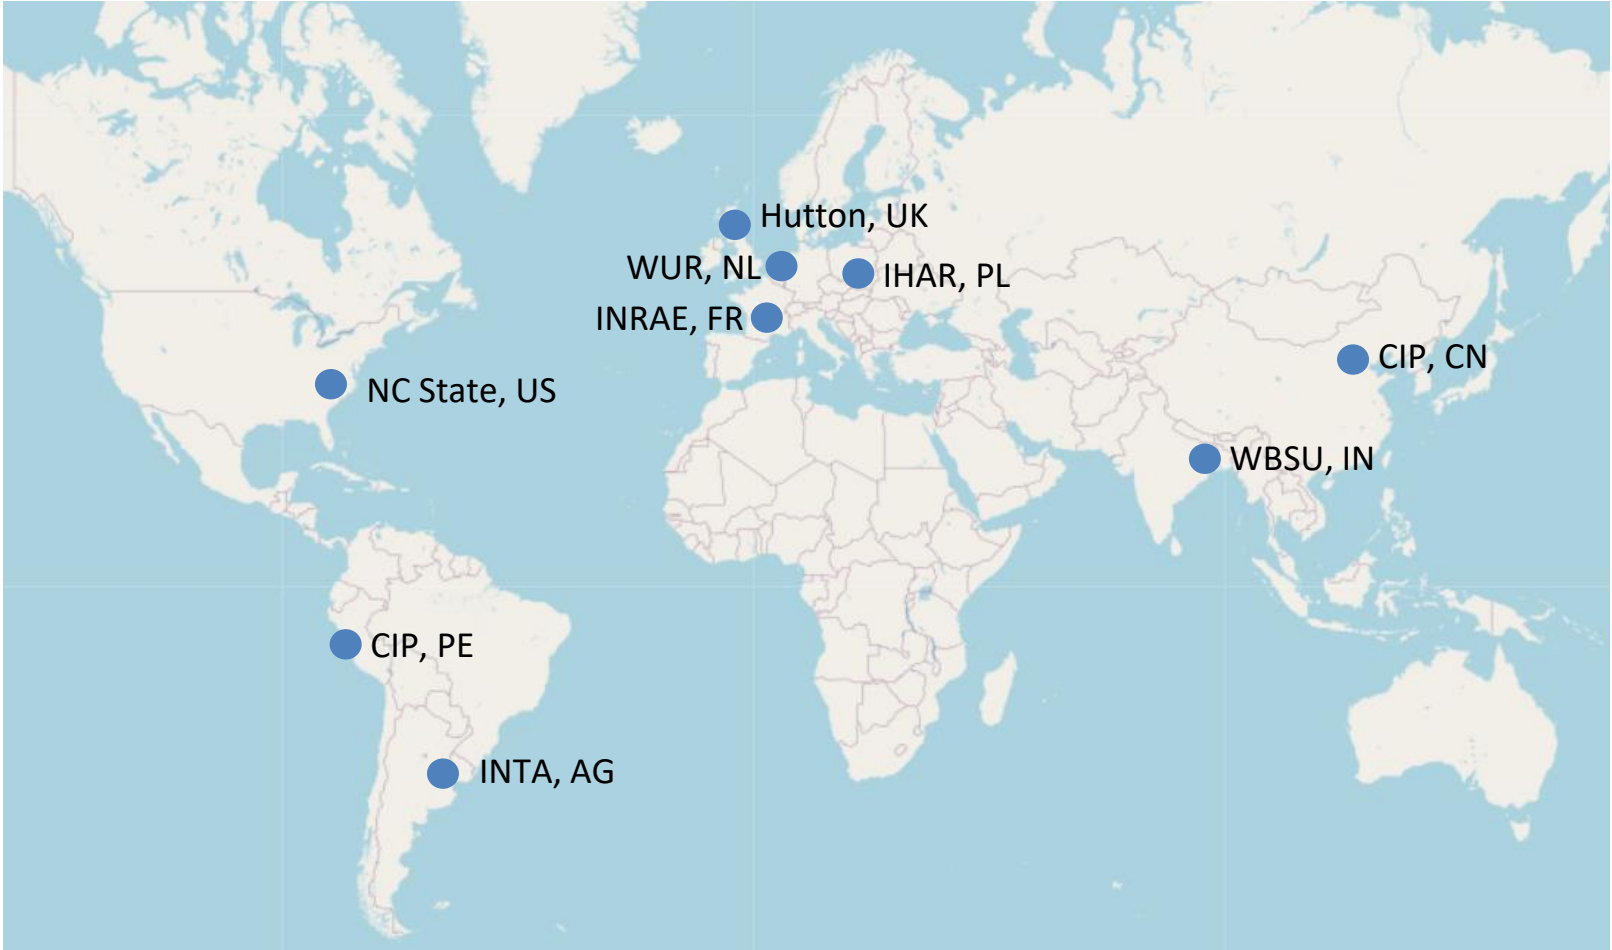 Hutton, UK
WUR, NL
IHAR, PL
INRAE, FR
CIP, CN
NC State, US
WBSU, IN
CIP, PE
INTA, AG